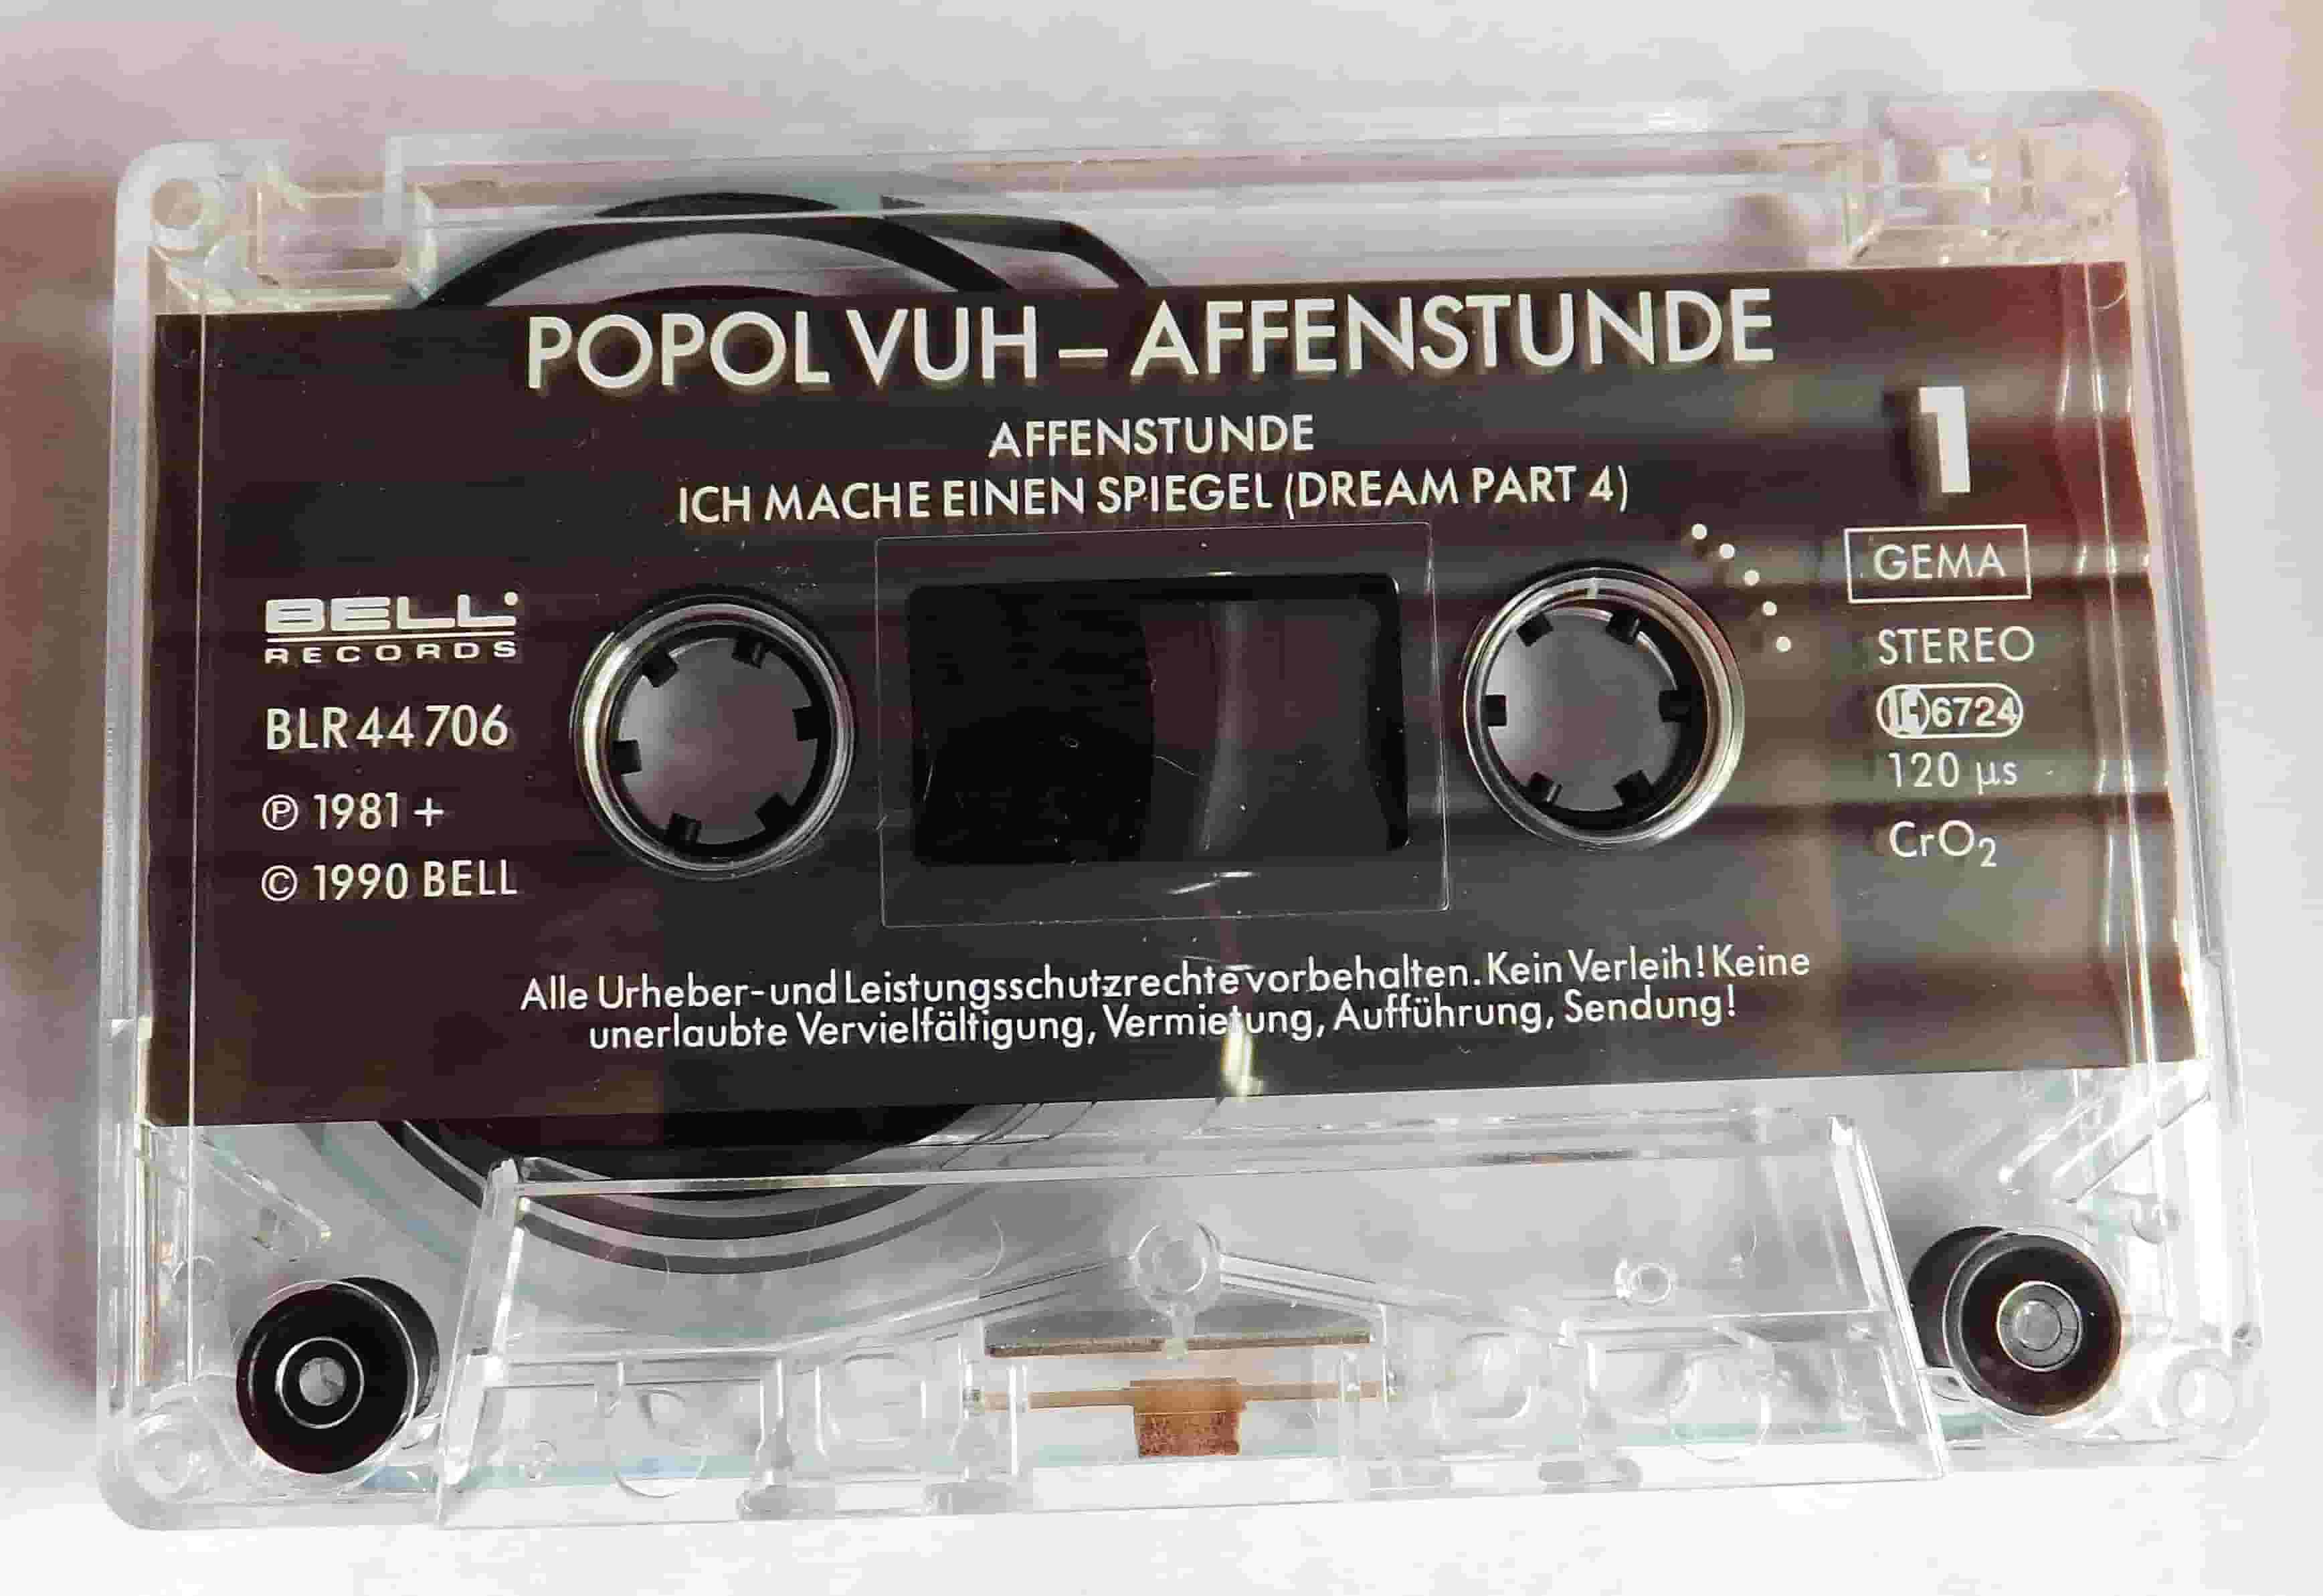 POPOL VUH – AFFENSTUNDE
AFFENSTUNDE
ICH MACHE EINEN SPIEGEL (DREAM PART 4)
1
BELL
RECORDS
BLR 44 706
℗ 1981 +
© 1990 BELL
GEMA
STEREO
LC 6724
120 µs
CrO₂
Alle Urheber- und Leistungsschutzrechte vorbehalten. Kein Verleih! Keine
unerlaubte Vervielfältigung, Vermietung, Aufführung, Sendung!